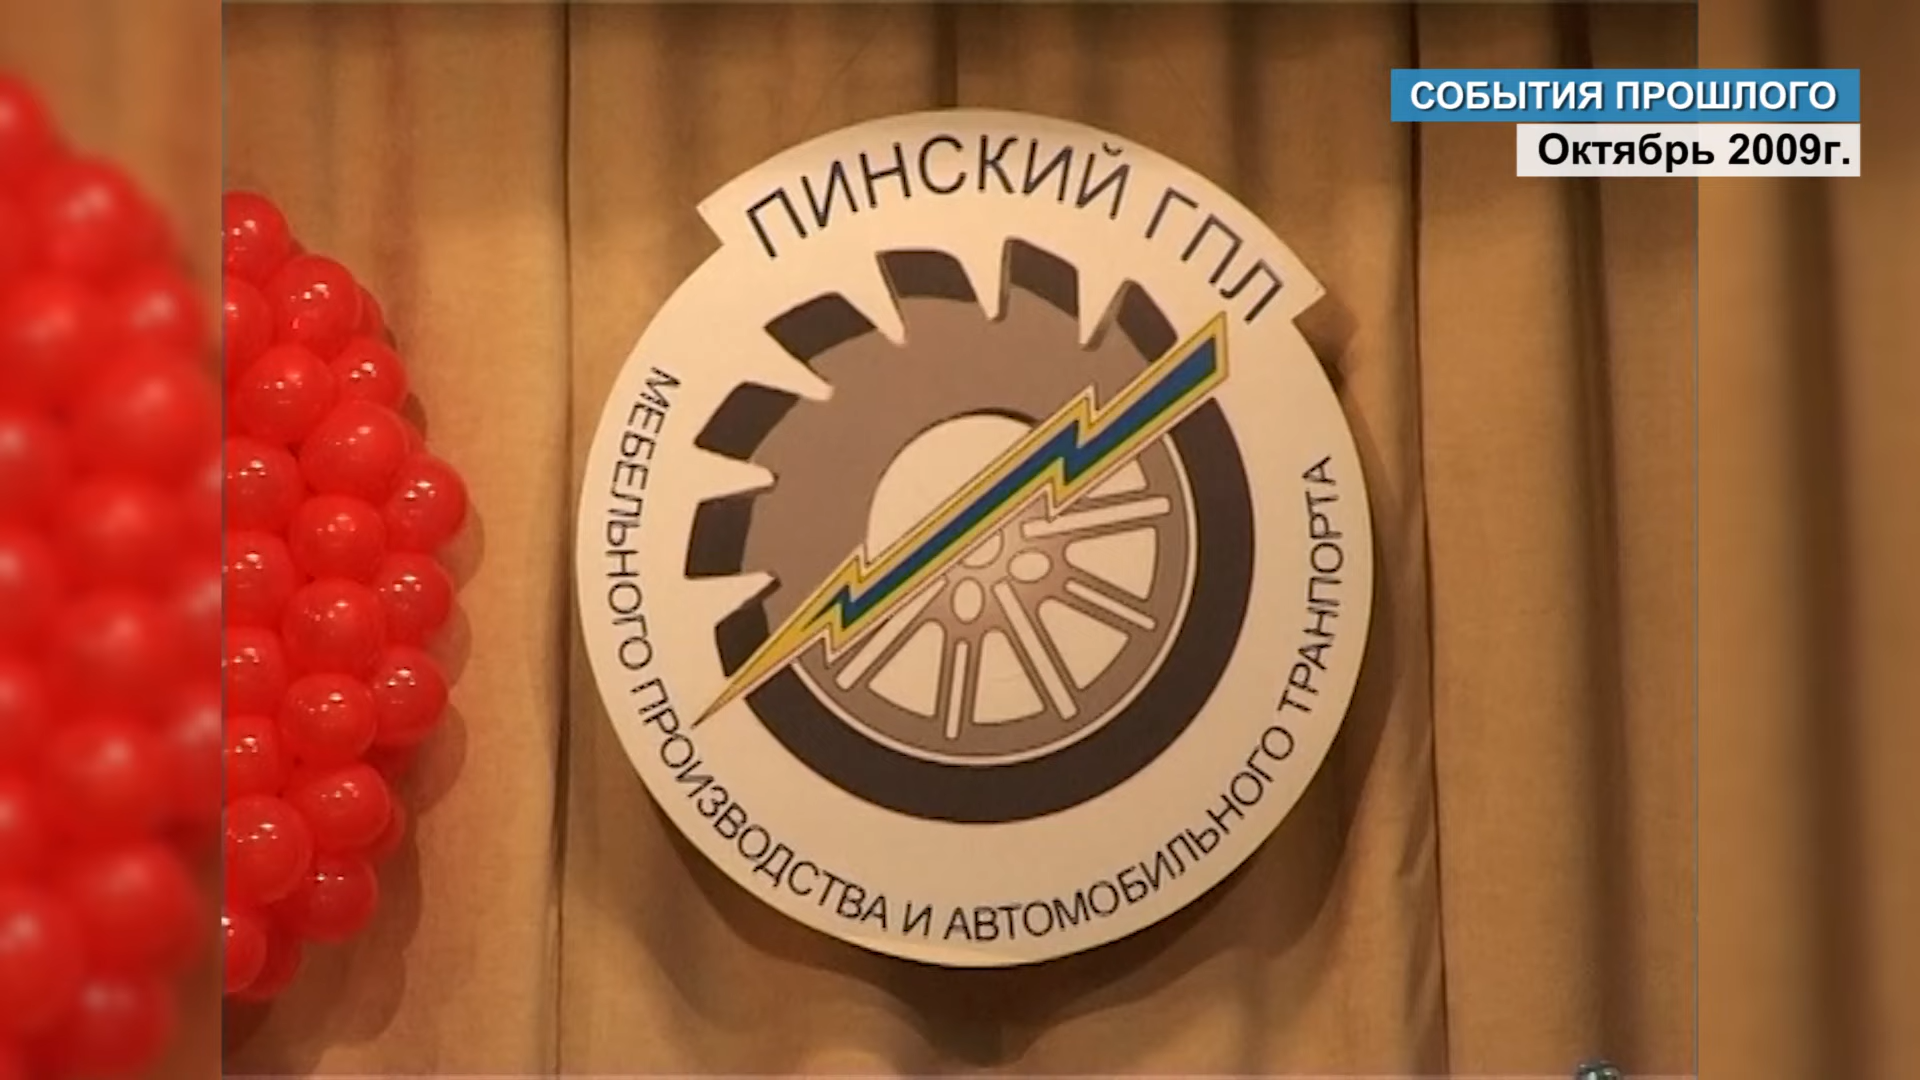 СОБЫТИЯ ПРОШЛОГО
Октябрь 2009г.
ПИНСКИЙ ГПЛ
МЕБЕЛЬНОГО ПРОИЗВОДСТВА И АВТОМОБИЛЬНОГО ТРАНПОРТА